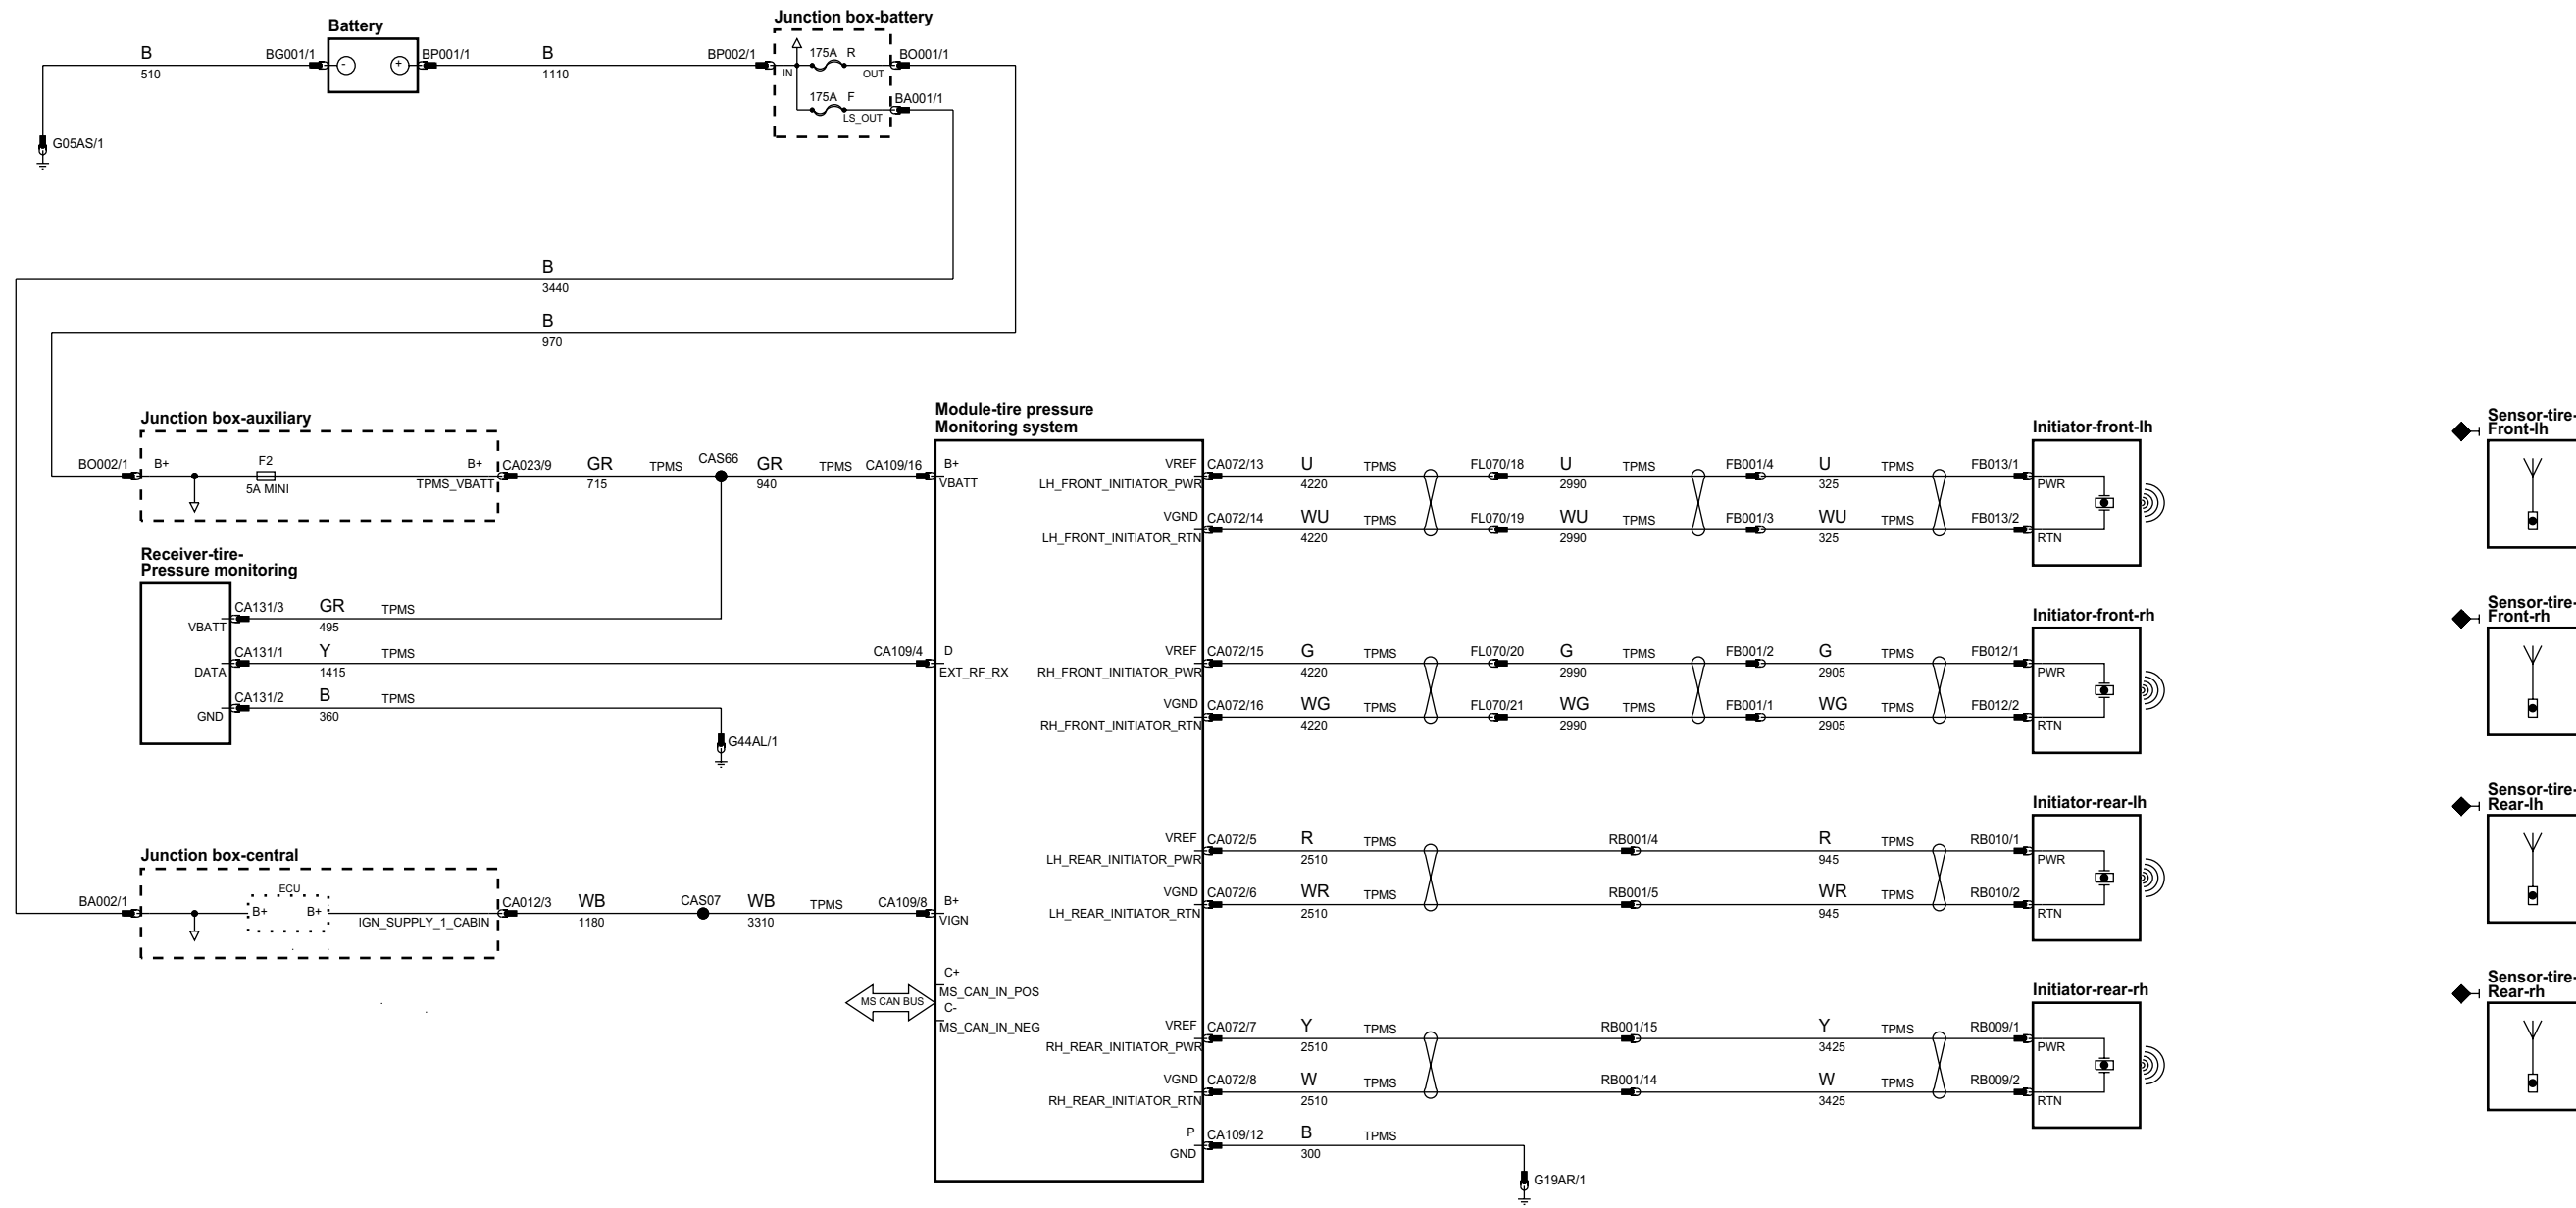 Battery
Junction box-battery
B
510
BG001/1
-
+
BP001/1
B
1110
BP002/1
IN
175A R
OUT
BO001/1
175A F
LS_OUT
BA001/1
G05AS/1
B
3440
B
970
Junction box-auxiliary
BO002/1
B+
F2
5A MINI
B+
TPMS_VBATT
CA023/9
GR
715
TPMS
CAS66
GR
940
TPMS
CA109/16
Receiver-tire-
Pressure monitoring
VBATT
CA131/3
GR
495
TPMS
DATA
CA131/1
Y
1415
TPMS
CA109/4
GND
CA131/2
B
360
TPMS
G44AL/1
Junction box-central
BA002/1
ECU
B+
B+
IGN_SUPPLY_1_CABIN
CA012/3
WB
1180
CAS07
WB
3310
TPMS
CA109/8
MS CAN BUS
Module-tire pressure
Monitoring system
B+
VBATT
D
EXT_RF_RX
B+
VIGN
C+
MS_CAN_IN_POS
C-
MS_CAN_IN_NEG
VREF
LH_FRONT_INITIATOR_PWR
CA072/13
U
4220
TPMS
FL070/18
U
2990
TPMS
FB001/4
U
325
TPMS
FB013/1
VGND
LH_FRONT_INITIATOR_RTN
CA072/14
WU
4220
TPMS
FL070/19
WU
2990
TPMS
FB001/3
WU
325
TPMS
FB013/2
Initiator-front-lh
PWR
RTN
VREF
RH_FRONT_INITIATOR_PWR
CA072/15
G
4220
TPMS
FL070/20
G
2990
TPMS
FB001/2
G
2905
TPMS
FB012/1
VGND
RH_FRONT_INITIATOR_RTN
CA072/16
WG
4220
TPMS
FL070/21
WG
2990
TPMS
FB001/1
WG
2905
TPMS
FB012/2
Initiator-front-rh
PWR
RTN
VREF
LH_REAR_INITIATOR_PWR
CA072/5
R
2510
TPMS
RB001/4
R
945
TPMS
RB010/1
VGND
LH_REAR_INITIATOR_RTN
CA072/6
WR
2510
TPMS
RB001/5
WR
945
TPMS
RB010/2
Initiator-rear-lh
PWR
RTN
VREF
RH_REAR_INITIATOR_PWR
CA072/7
Y
2510
TPMS
RB001/15
Y
3425
TPMS
RB009/1
VGND
RH_REAR_INITIATOR_RTN
CA072/8
W
2510
TPMS
RB001/14
W
3425
TPMS
RB009/2
Initiator-rear-rh
PWR
RTN
P
GND
CA109/12
B
300
TPMS
G19AR/1
Sensor-tire-
Front-lh
Sensor-tire-
Front-rh
Sensor-tire-
Rear-lh
Sensor-tire-
Rear-rh